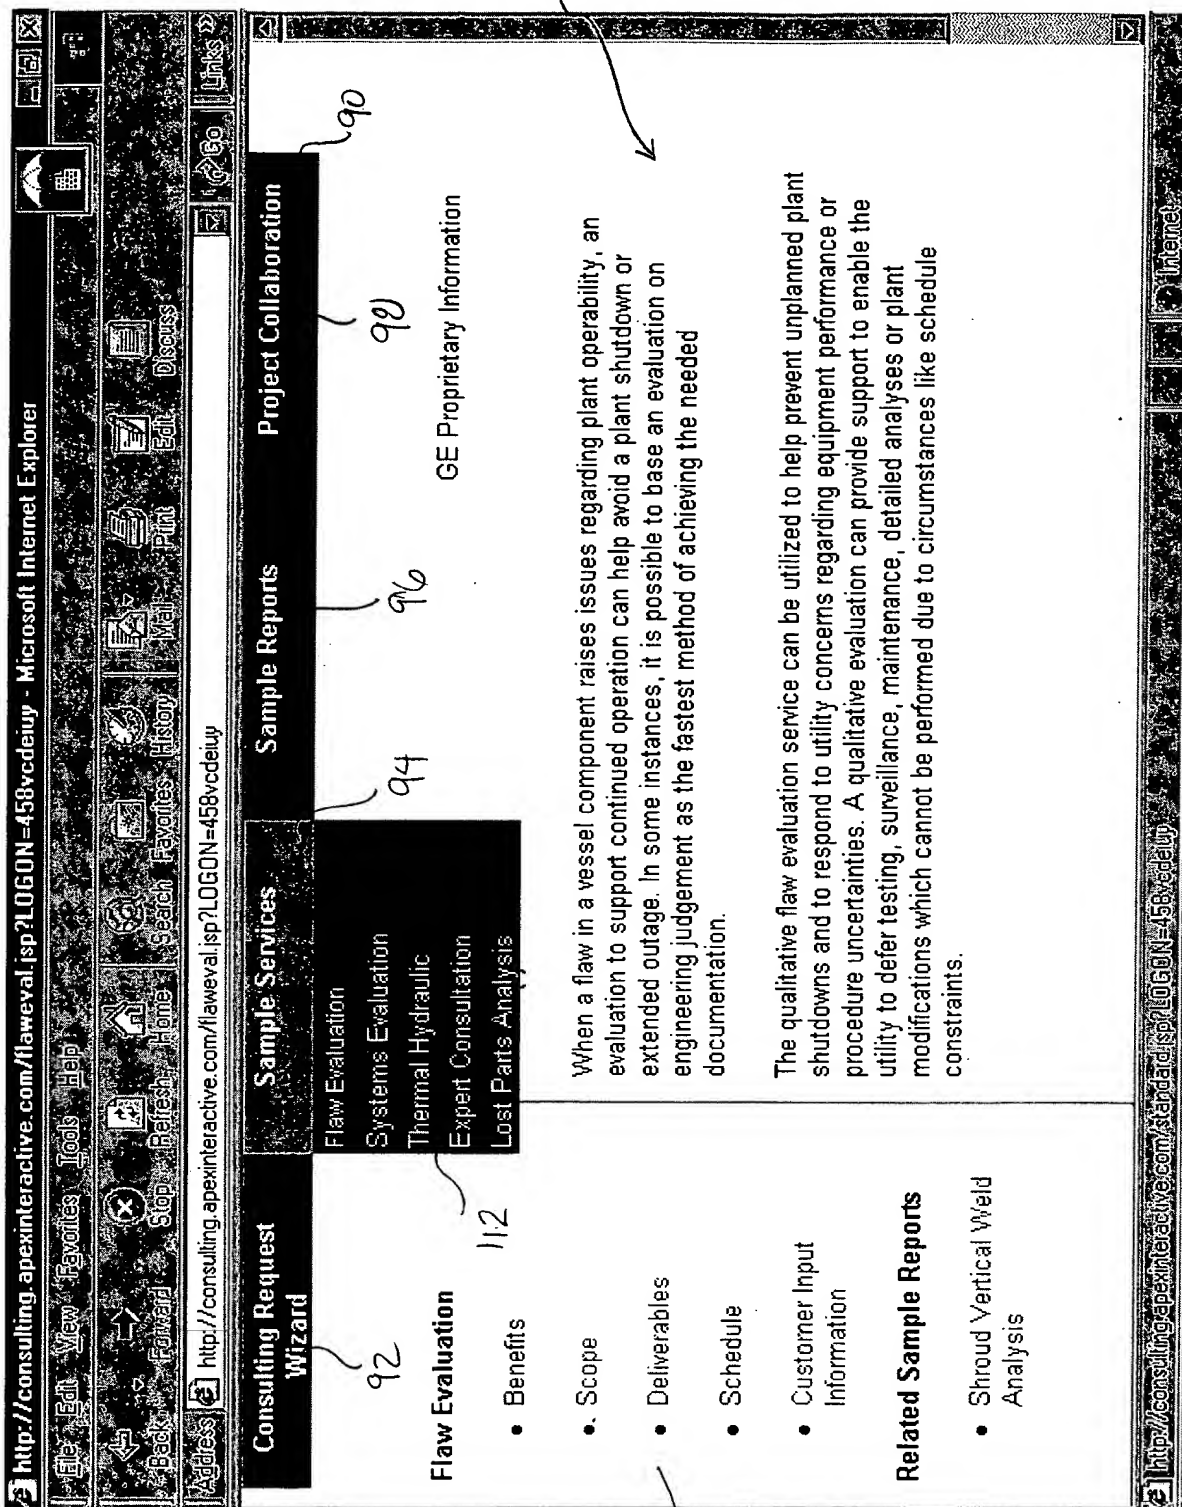 http://consulting.apexinteractive.com/flaweval.jsp?LOGON=458vcdeiuy - Microsoft Internet Explorer
File Edit View Favorites Tools Help
Back Forward Stop Refresh Home Search Favorites History Mail Print Edit Discuss
Address http://consulting.apexinteractive.com/flaweval.jsp?LOGON=458vcdeiuy Go Links »
Consulting Request Wizard
Sample Services
Sample Reports
Project Collaboration
90
92
94
96
98
Flaw Evaluation
Systems Evaluation
Thermal Hydraulic
Expert Consultation
Lost Parts Analysis
112
GE Proprietary Information
Flaw Evaluation
• Benefits
• Scope
• Deliverables
• Schedule
• Customer Input
Information
Related Sample Reports
• Shroud Vertical Weld
Analysis
When a flaw in a vessel component raises issues regarding plant operability, an
evaluation to support continued operation can help avoid a plant shutdown or
extended outage. In some instances, it is possible to base an evaluation on
engineering judgement as the fastest method of achieving the needed
documentation.
The qualitative flaw evaluation service can be utilized to help prevent unplanned plant
shutdowns and to respond to utility concerns regarding equipment performance or
procedure uncertainties. A qualitative evaluation can provide support to enable the
utility to defer testing, surveillance, maintenance, detailed analyses or plant
modifications which cannot be performed due to circumstances like schedule
constraints.
http://consulting.apexinteractive.com/standard.jsp?LOGON=458vcdeiuy
Internet